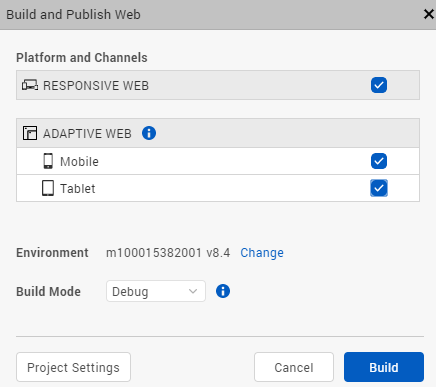 Build and Publish Web
Platform and Channels
RESPONSIVE WEB
ADAPTIVE WEB
Mobile
Tablet
Environment m100015382001 v8.4 Change
Build Mode Debug
Project Settings Cancel Build